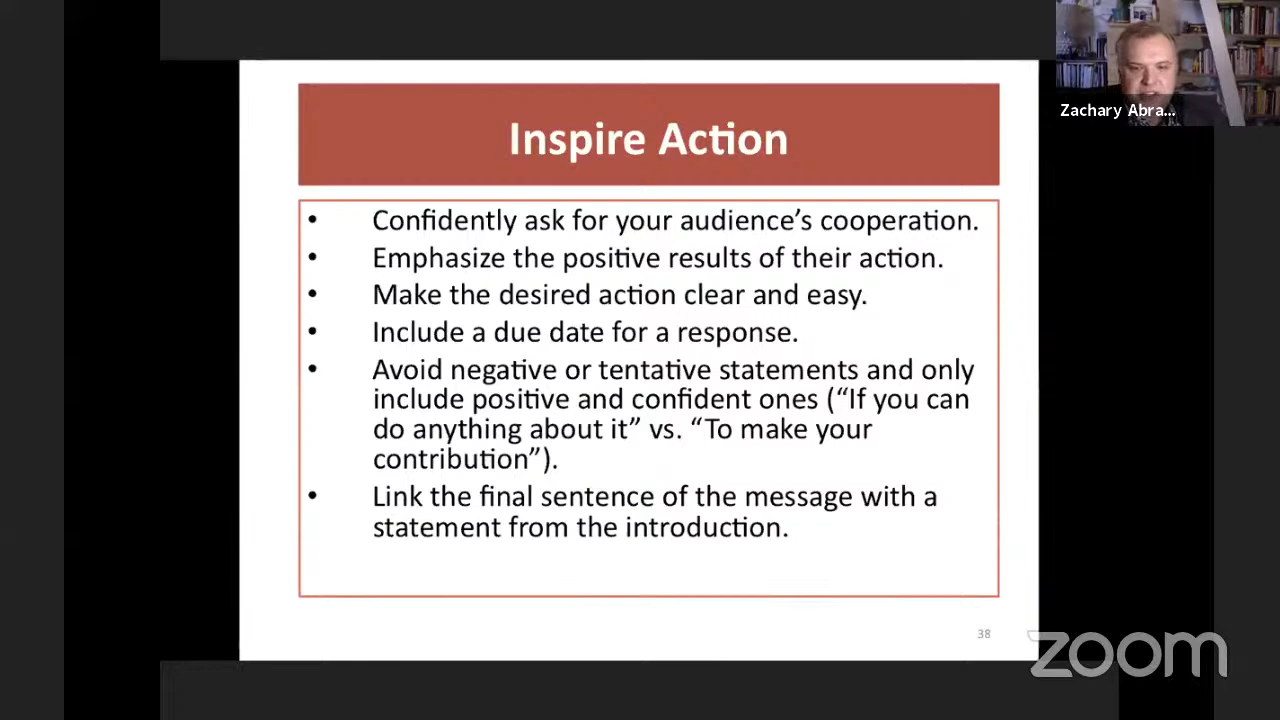 Zachary Abra...
Inspire Action
• Confidently ask for your audience’s cooperation.
• Emphasize the positive results of their action.
• Make the desired action clear and easy.
• Include a due date for a response.
• Avoid negative or tentative statements and only
include positive and confident ones (“If you can
do anything about it” vs. “To make your
contribution”).
• Link the final sentence of the message with a
statement from the introduction.
38
zoom